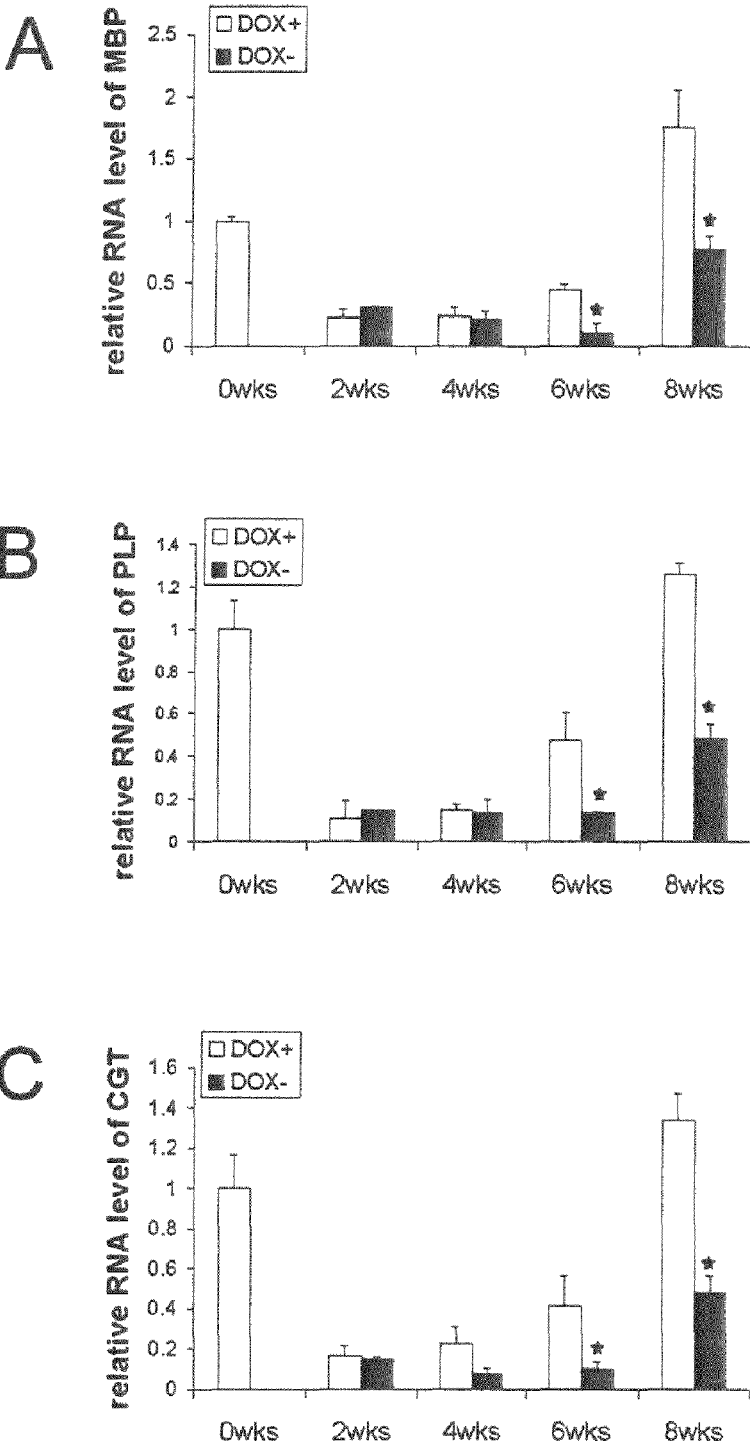 A
relative RNA level of MBP
DOX+
DOX-
2.5
2
1.5
1
0.5
0
0wks 2wks 4wks 6wks 8wks
B
relative RNA level of PLP
DOX+
DOX-
1.4
1.2
1
0.8
0.6
0.4
0.2
0
0wks 2wks 4wks 6wks 8wks
C
relative RNA level of CGT
DOX+
DOX-
1.6
1.4
1.2
1
0.8
0.6
0.4
0.2
0
0wks 2wks 4wks 6wks 8wks